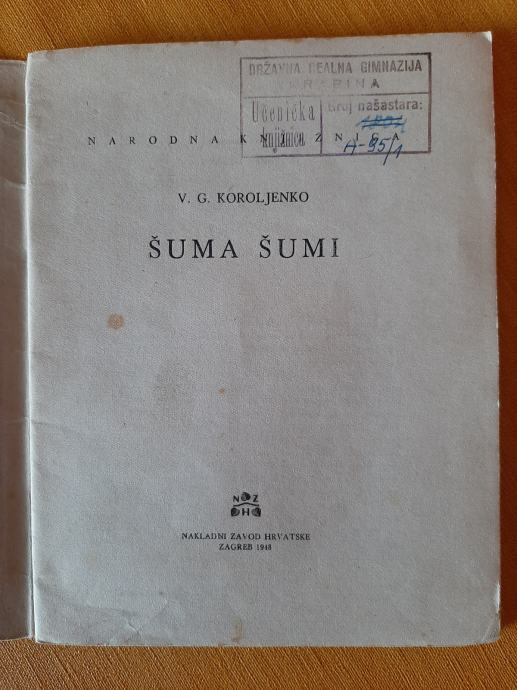 DRŽAVNA REALNA GIMNAZIJA
KRAPINA
Učenička
knjižnica
Broj našastara:
A-95/1
NARODNA KNJIŽNICA
V. G. KOROLJENKO
ŠUMA ŠUMI
N Z
H
NAKLADNI ZAVOD HRVATSKE
ZAGREB 1948